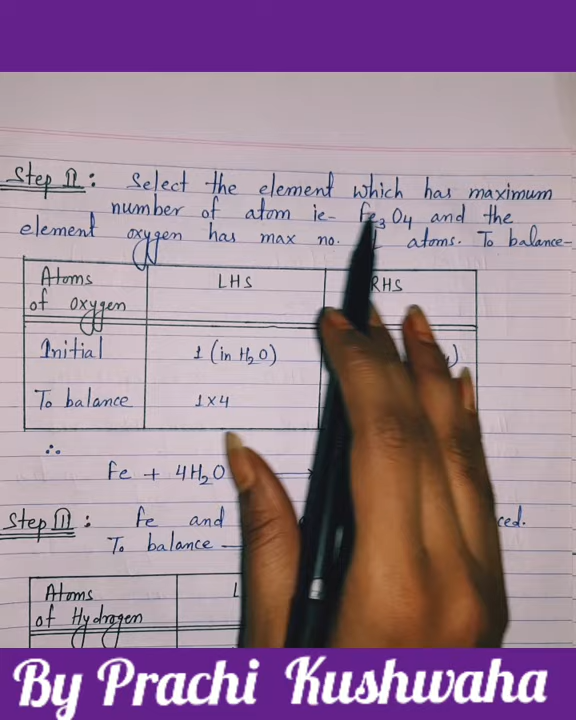 Step II : Select the element which has maximum
number of atom ie- Fe3O4 and the
element oxygen has max no. atoms. To balance-
Atoms of oxygen LHS RHS
Initial 1 (in H2O)
To balance 1x4
∴
Fe + 4H2O
Step III : Fe and
To balance
Atoms of Hydrogen L
By Prachi Kushwaha